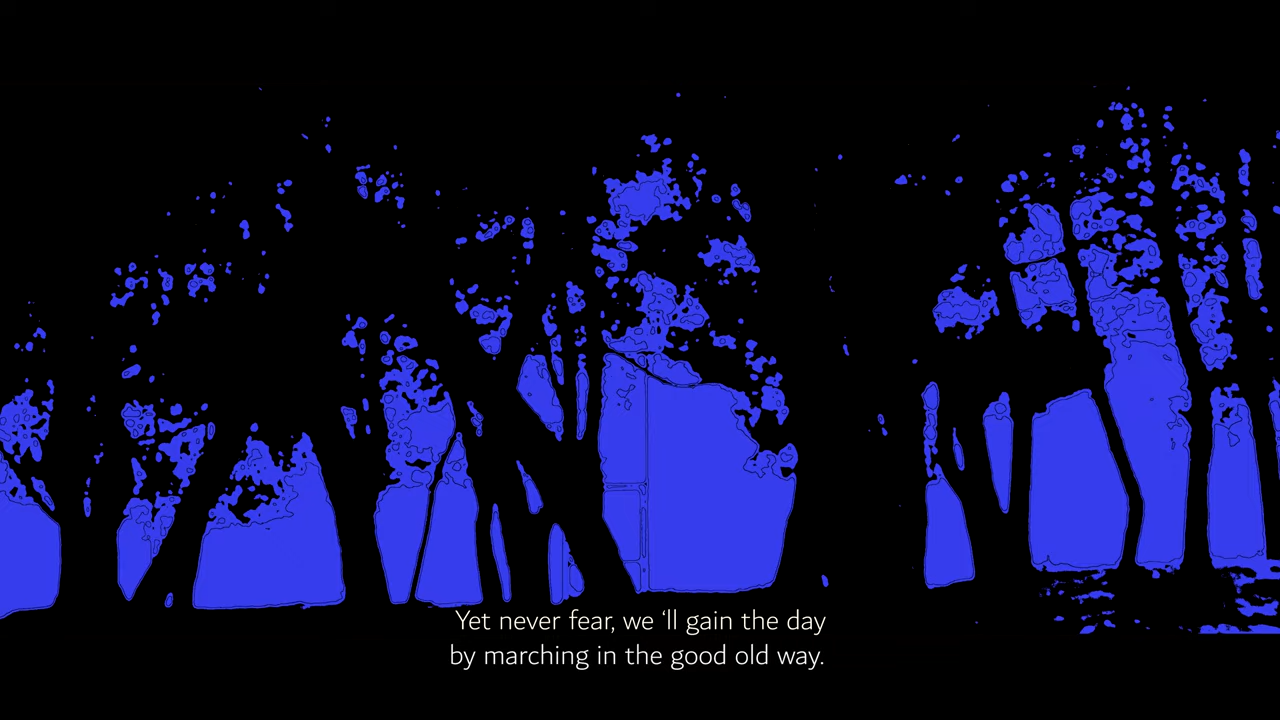 Yet never fear, we ‘ll gain the day
by marching in the good old way.